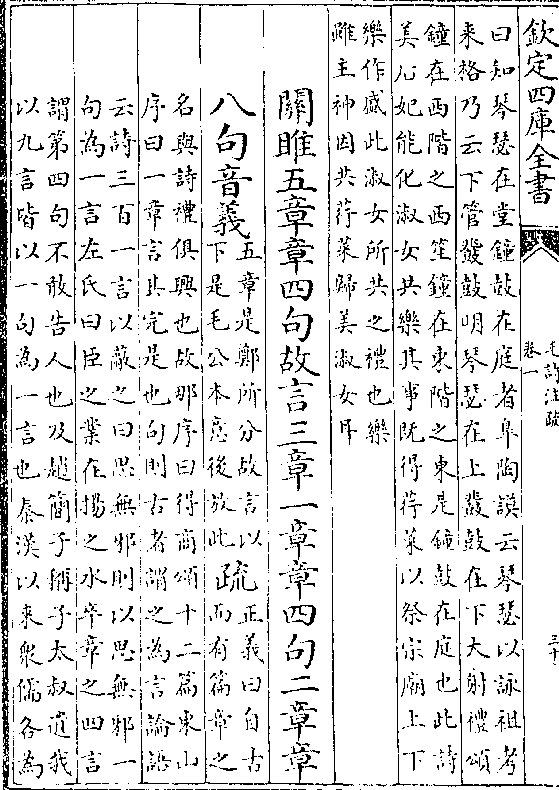 欽定四庫全書
毛詩注疏
卷一
三十
曰知琴瑟在堂鐘鼓在庭者臯陶謨云琴瑟以詠祖考
来格乃云下管鼗鼓明琴瑟在上鼗鼓在下大射禮頌
鐘在西階之西笙鐘在東階之東是鐘鼓在庭也此詩
美后妃能化淑女共樂其事既得荇菜以祭宗廟上下
樂作盛此淑女所共之禮也樂
雖主神因共荇菜歸美淑女耳
關雎五章章四句故言三章一章章四句二章章
八句音義五章是鄭所分故言以
下是毛公本意後放此疏正義曰自古
而有篇章之
名與詩禮俱興也故那序曰得商頌十二篇東山
序曰一章言其完是也句則古者謂之為言論語
云詩三百一言以蔽之曰思無邪則以思無邪一
句為一言左氏曰臣之業在揚之水卒章之四言
謂第四句不敢告人也及趙簡子稱子太叔遺我
以九言皆以一句為一言也秦漢以來衆儒各為